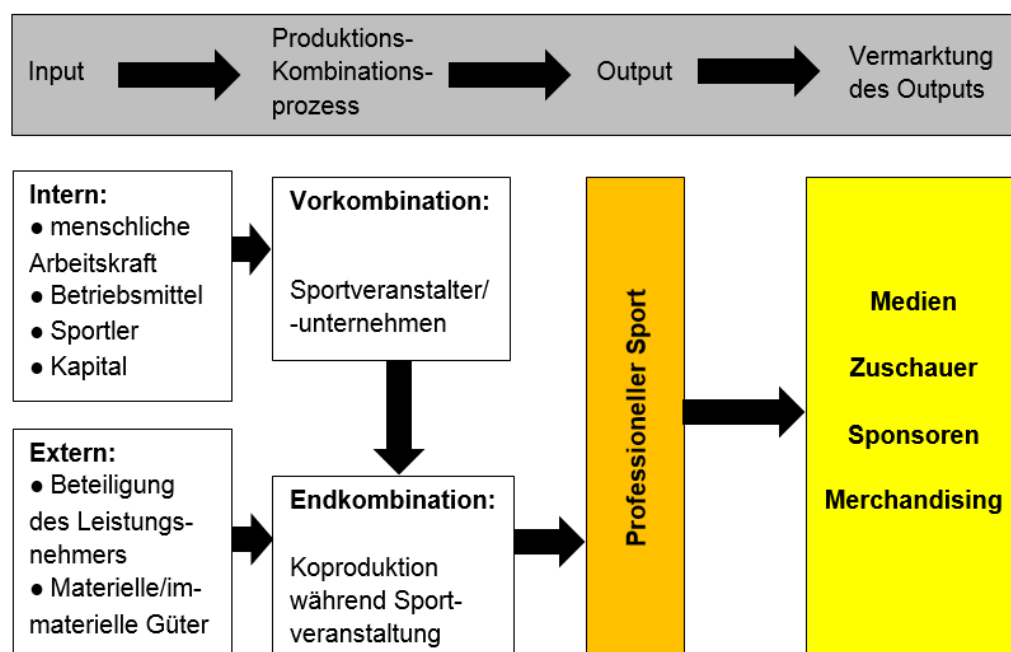 Input
Produktions-
Kombinations-
prozess
Output
Vermarktung
des Outputs
Intern:
● menschliche
Arbeitskraft
● Betriebsmittel
● Sportler
● Kapital
Vorkombination:
Sportveranstalter/
-unternehmen
Extern:
● Beteiligung
des Leistungs-
nehmers
● Materielle/im-
materielle Güter
Endkombination:
Koproduktion
während Sport-
veranstaltung
Professioneller Sport
Medien
Zuschauer
Sponsoren
Merchandising